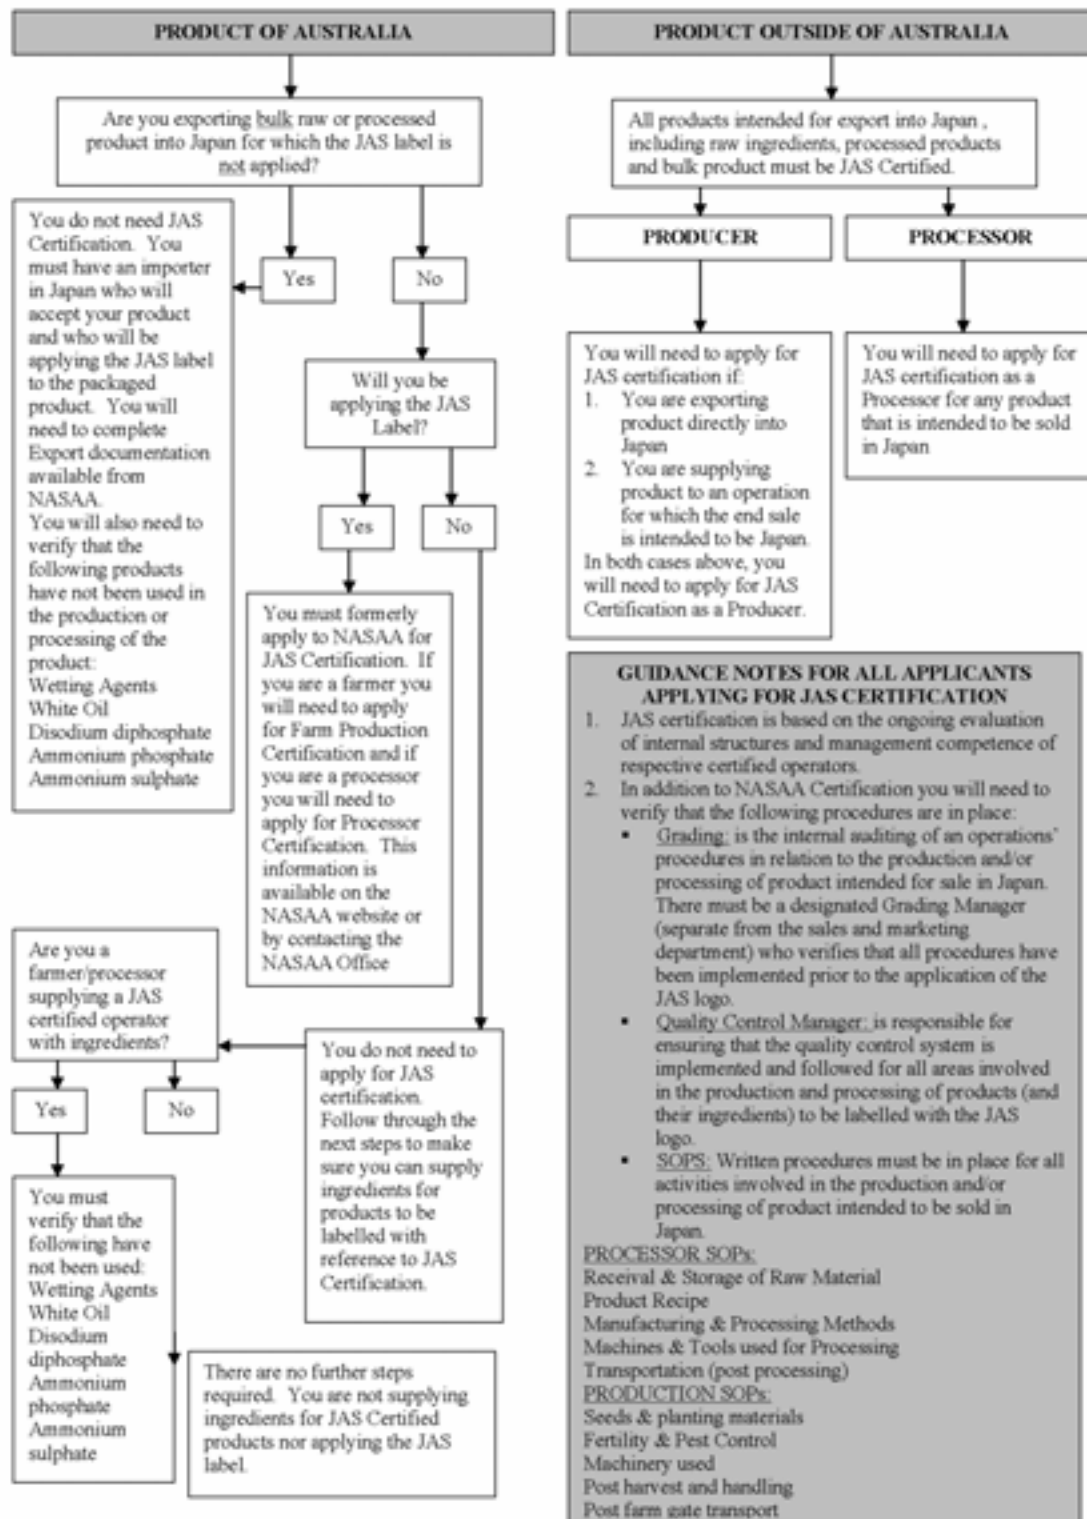 PRODUCT OF AUSTRALIA
Are you exporting bulk raw or processed
product into Japan for which the JAS label is
not applied?
You do not need JAS
Certification. You
must have an importer
in Japan who will
accept your product
and who will be
applying the JAS label
to the packaged
product. You will
need to complete
Export documentation
available from
NASAA.
You will also need to
verify that the
following products
have not been used in
the production or
processing of the
product:
Wetting Agents
White Oil
Disodium diphosphate
Ammonium phosphate
Ammonium sulphate
Yes
No
Will you be
applying the JAS
Label?
Yes
No
You must formerly
apply to NASAA for
JAS Certification. If
you are a farmer you
will need to apply
for Farm Production
Certification and if
you are a processor
you will need to
apply for Processor
Certification. This
information is
available on the
NASAA website or
by contacting the
NASAA Office
You do not need to
apply for JAS
certification.
Follow through the
next steps to make
sure you can supply
ingredients for
products to be
labelled with
reference to JAS
Certification.
Are you a
farmer/processor
supplying a JAS
certified operator
with ingredients?
Yes
No
You must
verify that the
following have
not been used:
Wetting Agents
White Oil
Disodium
diphosphate
Ammonium
phosphate
Ammonium
sulphate
There are no further steps
required. You are not supplying
ingredients for JAS Certified
products nor applying the JAS
label.
PRODUCT OUTSIDE OF AUSTRALIA
All products intended for export into Japan ,
including raw ingredients, processed products
and bulk product must be JAS Certified.
PRODUCER
PROCESSOR
You will need to apply for
JAS certification if:
1. You are exporting
product directly into
Japan
2. You are supplying
product to an operation
for which the end sale
is intended to be Japan.
In both cases above, you
will need to apply for JAS
Certification as a Producer.
You will need to apply for
JAS certification as a
Processor for any product
that is intended to be sold
in Japan
GUIDANCE NOTES FOR ALL APPLICANTS
APPLYING FOR JAS CERTIFICATION
1. JAS certification is based on the ongoing evaluation
of internal structures and management competence of
respective certified operators.
2. In addition to NASAA Certification you will need to
verify that the following procedures are in place:
▪ Grading: is the internal auditing of an operations'
procedures in relation to the production and/or
processing of product intended for sale in Japan.
There must be a designated Grading Manager
(separate from the sales and marketing
department) who verifies that all procedures have
been implemented prior to the application of the
JAS logo.
▪ Quality Control Manager: is responsible for
ensuring that the quality control system is
implemented and followed for all areas involved
in the production and processing of products (and
their ingredients) to be labelled with the JAS
logo.
▪ SOPS: Written procedures must be in place for all
activities involved in the production and/or
processing of product intended to be sold in
Japan.
PROCESSOR SOPs:
Receival & Storage of Raw Material
Product Recipe
Manufacturing & Processing Methods
Machines & Tools used for Processing
Transportation (post processing)
PRODUCTION SOPs:
Seeds & planting materials
Fertility & Pest Control
Machinery used
Post harvest and handling
Post farm gate transport